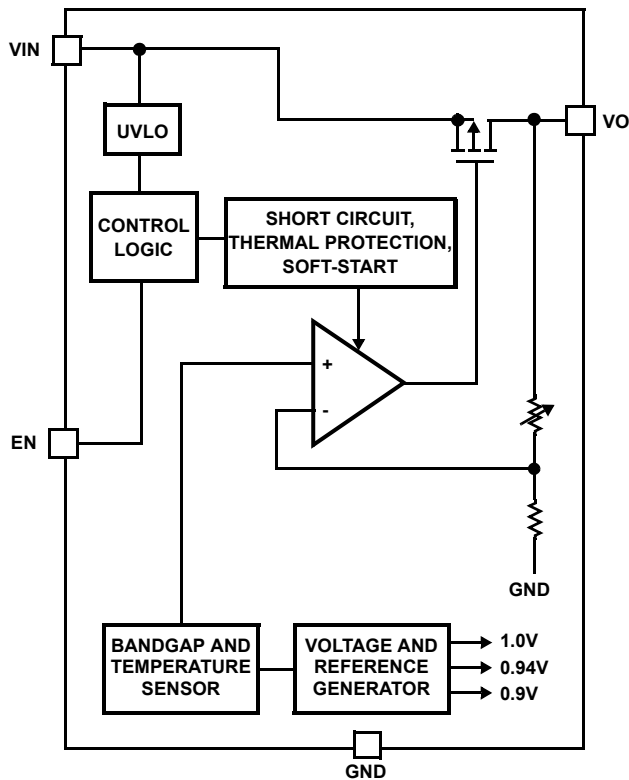 VIN
UVLO
VO
CONTROL
LOGIC
SHORT CIRCUIT,
THERMAL PROTECTION,
SOFT-START
+
-
EN
GND
BANDGAP AND
TEMPERATURE
SENSOR
VOLTAGE AND
REFERENCE
GENERATOR
1.0V
0.94V
0.9V
GND